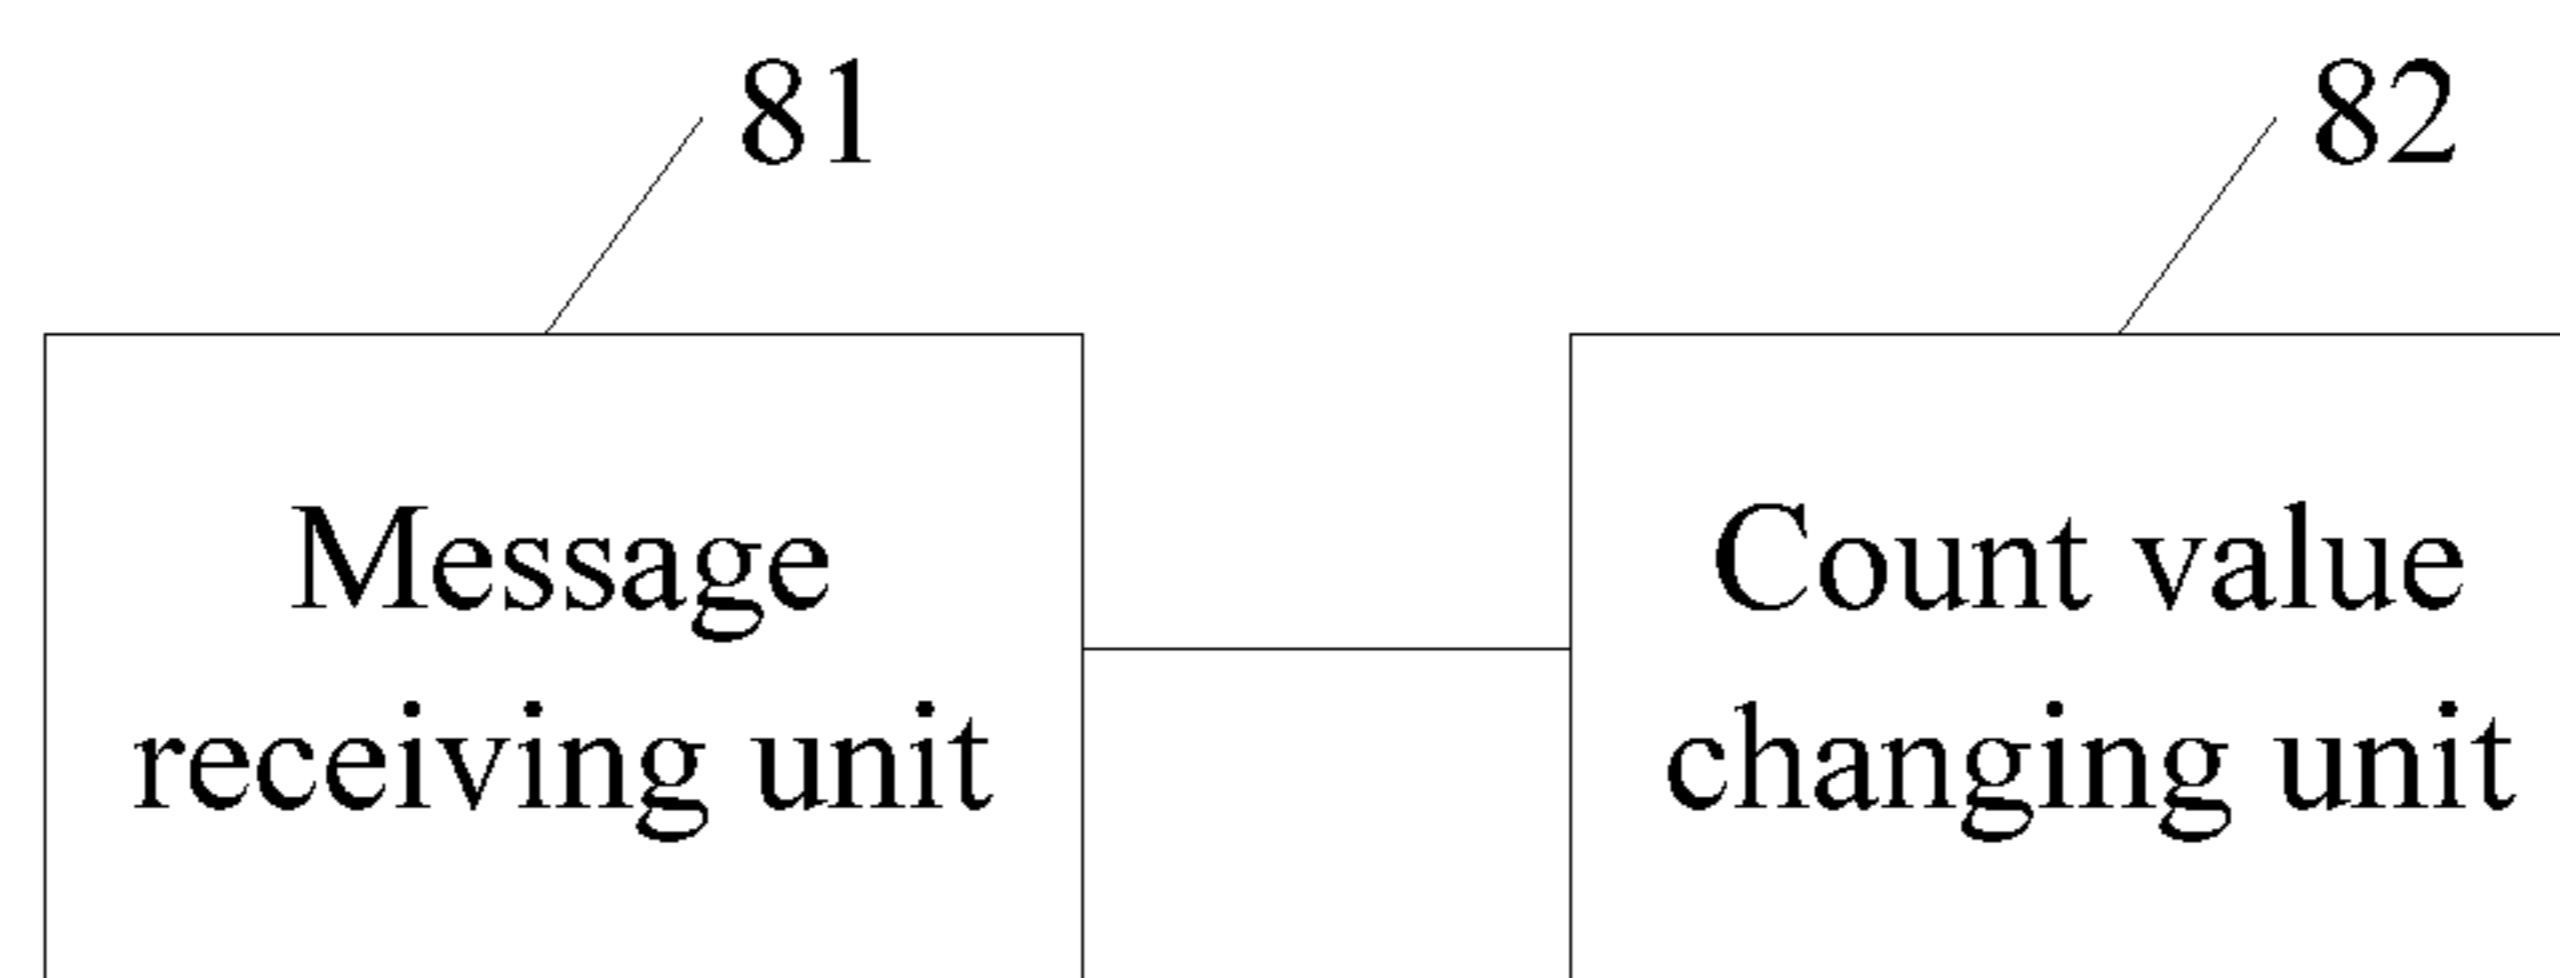 81
82
Message
receiving unit
Count value
changing unit